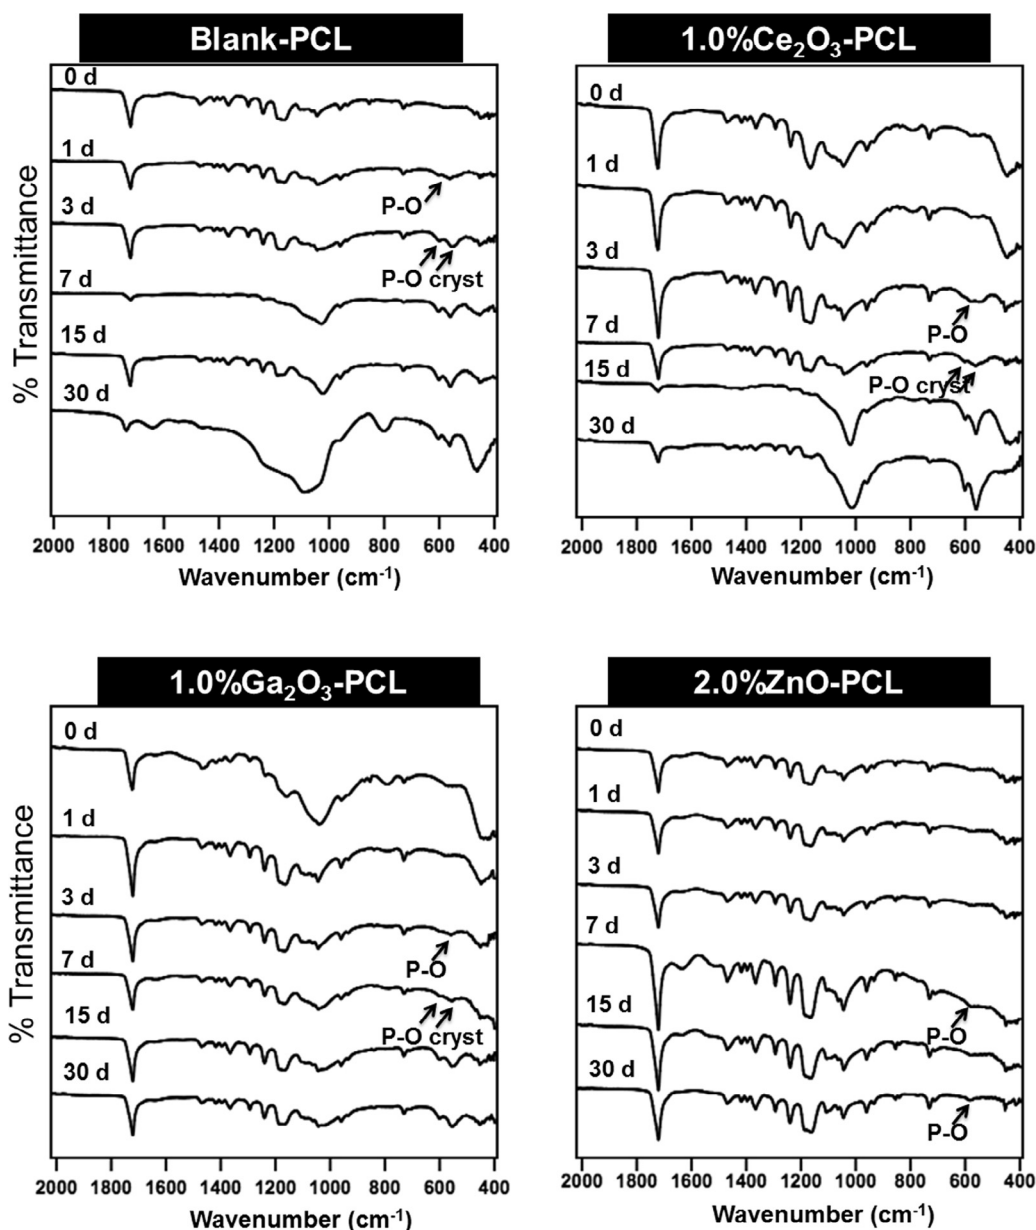 Blank-PCL
0 d
1 d
P-O
3 d
P-O cryst
7 d
15 d
30 d
% Transmittance
2000 1800 1600 1400 1200 1000 800 600 400
Wavenumber (cm⁻¹)
1.0%Ce₂O₃-PCL
0 d
1 d
3 d
P-O
7 d
P-O cryst
15 d
30 d
2000 1800 1600 1400 1200 1000 800 600 400
Wavenumber (cm⁻¹)
1.0%Ga₂O₃-PCL
0 d
1 d
3 d
P-O
7 d
P-O cryst
15 d
30 d
% Transmittance
2000 1800 1600 1400 1200 1000 800 600 400
Wavenumber (cm⁻¹)
2.0%ZnO-PCL
0 d
1 d
3 d
7 d
P-O
15 d
30 d
P-O
2000 1800 1600 1400 1200 1000 800 600 400
Wavenumber (cm⁻¹)